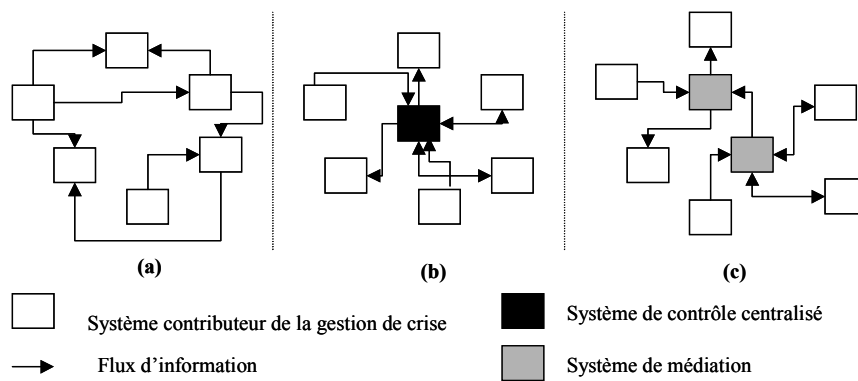 (a)
(b)
(c)
Système contributeur de la gestion de crise
Système de contrôle centralisé
Flux d'information
Système de médiation